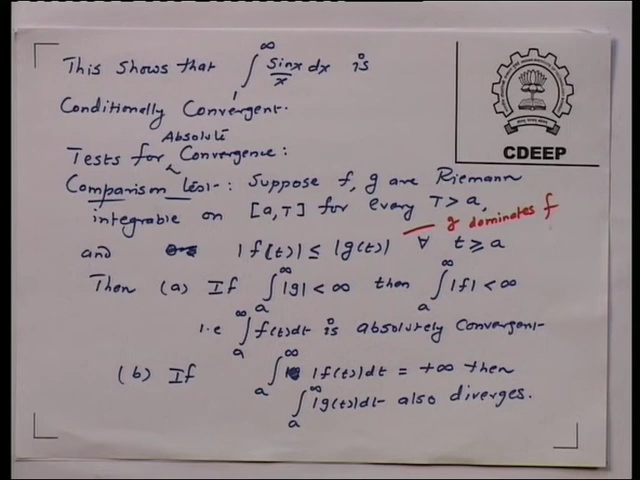 This shows that ∫₁^∞ sinx/x dx is
Conditionally Convergent.
Absolute
Tests for ^ Convergence:
Comparison test: Suppose f, g are Riemann
integrable on [a,T] for every T>a,
— g dominates f
and |f(t)| ≤ |g(t)| ∀ t ≥ a
Then (a) If ∫ₐ^∞ |g| < ∞ then ∫ₐ^∞ |f| < ∞
i.e ∫ₐ^∞ f(t)dt is absolutely Convergent
(b) If ∫ₐ^∞ |f(t)|dt = +∞ then
∫ₐ^∞ |g(t)|dt also diverges.
CDEEP